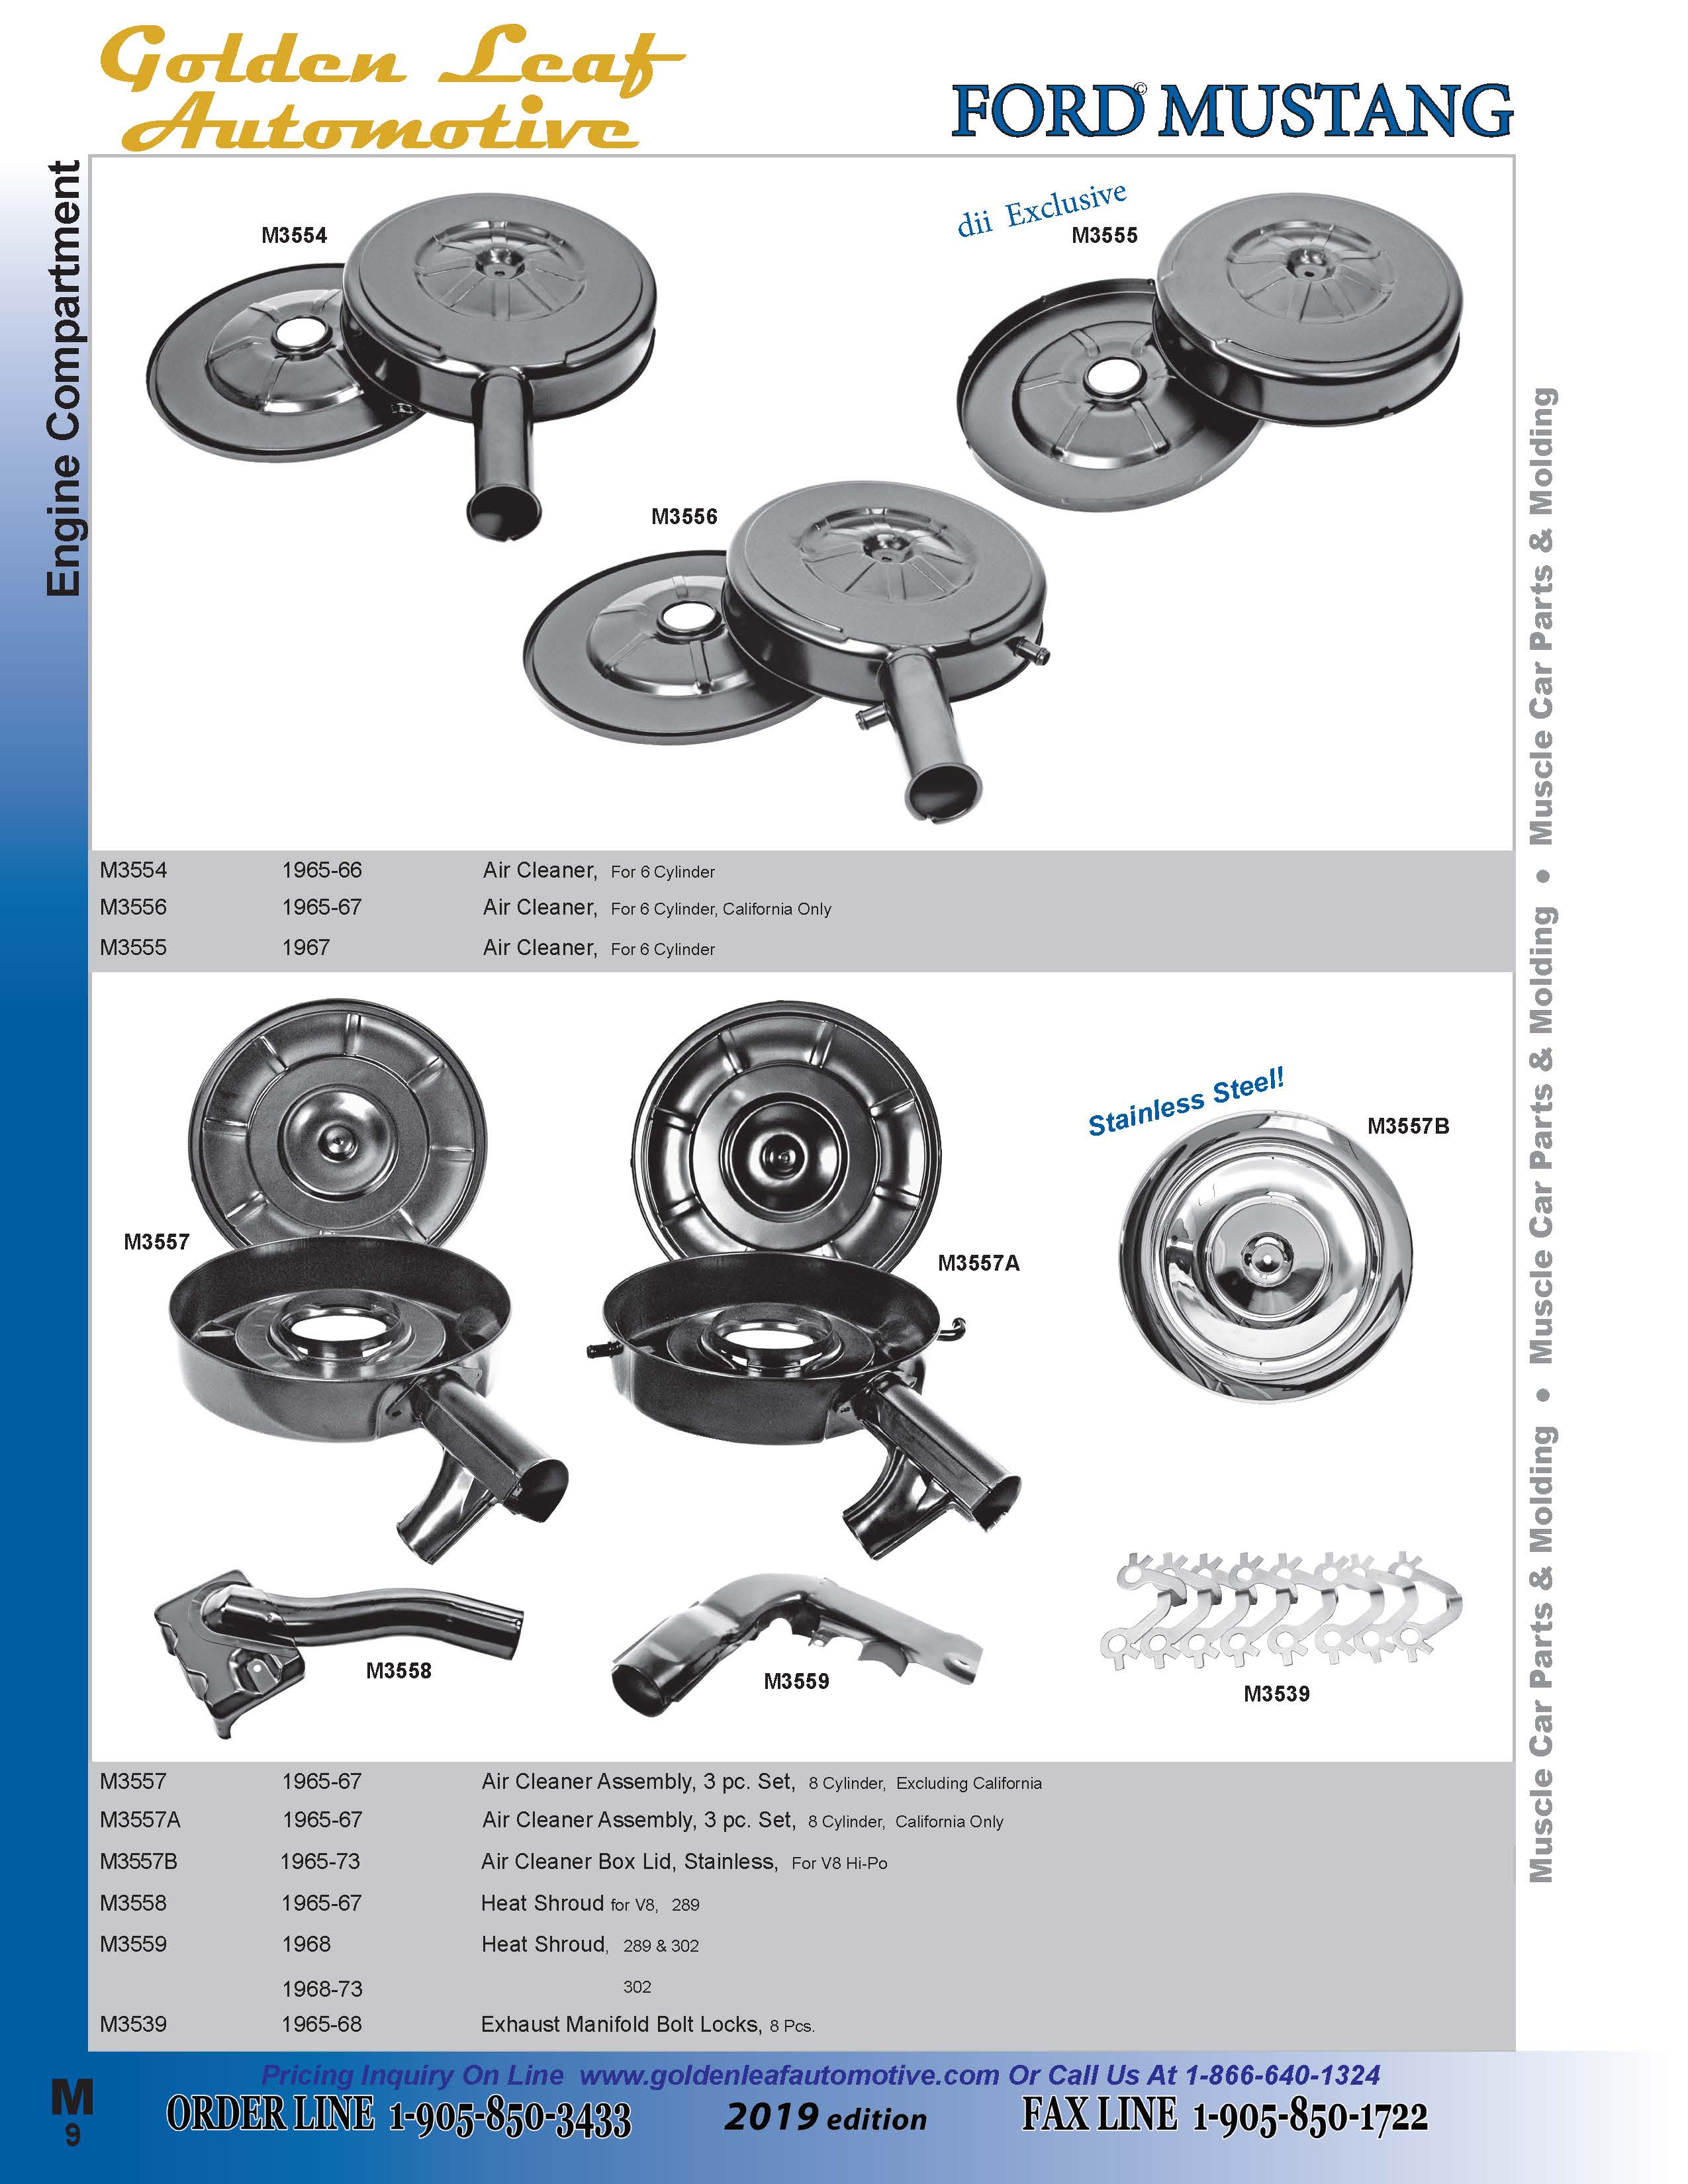 Golden Leaf
Automotive
FORD© MUSTANG
Engine Compartment
M3554
dii Exclusive
M3555
M3556
M3554 1965-66 Air Cleaner, For 6 Cylinder
M3556 1965-67 Air Cleaner, For 6 Cylinder, California Only
M3555 1967 Air Cleaner, For 6 Cylinder
Stainless Steel!
M3557B
M3557
M3557A
M3558
M3559
M3539
M3557 1965-67 Air Cleaner Assembly, 3 pc. Set, 8 Cylinder, Excluding California
M3557A 1965-67 Air Cleaner Assembly, 3 pc. Set, 8 Cylinder, California Only
M3557B 1965-73 Air Cleaner Box Lid, Stainless, For V8 Hi-Po
M3558 1965-67 Heat Shroud for V8, 289
M3559 1968 Heat Shroud, 289 & 302
1968-73 302
M3539 1965-68 Exhaust Manifold Bolt Locks, 8 Pcs.
Muscle Car Parts & Molding • Muscle Car Parts & Molding • Muscle Car Parts & Molding
Pricing Inquiry On Line www.goldenleafautomotive.com Or Call Us At 1-866-640-1324
M
9
ORDER LINE 1-905-850-3433
2019 edition
FAX LINE 1-905-850-1722